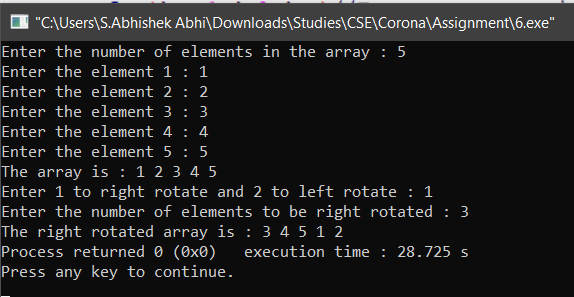 "C:\Users\S.Abhishek Abhi\Downloads\Studies\CSE\Corona\Assignment\6.exe"
Enter the number of elements in the array : 5
Enter the element 1 : 1
Enter the element 2 : 2
Enter the element 3 : 3
Enter the element 4 : 4
Enter the element 5 : 5
The array is : 1 2 3 4 5
Enter 1 to right rotate and 2 to left rotate : 1
Enter the number of elements to be right rotated : 3
The right rotated array is : 3 4 5 1 2
Process returned 0 (0x0)   execution time : 28.725 s
Press any key to continue.